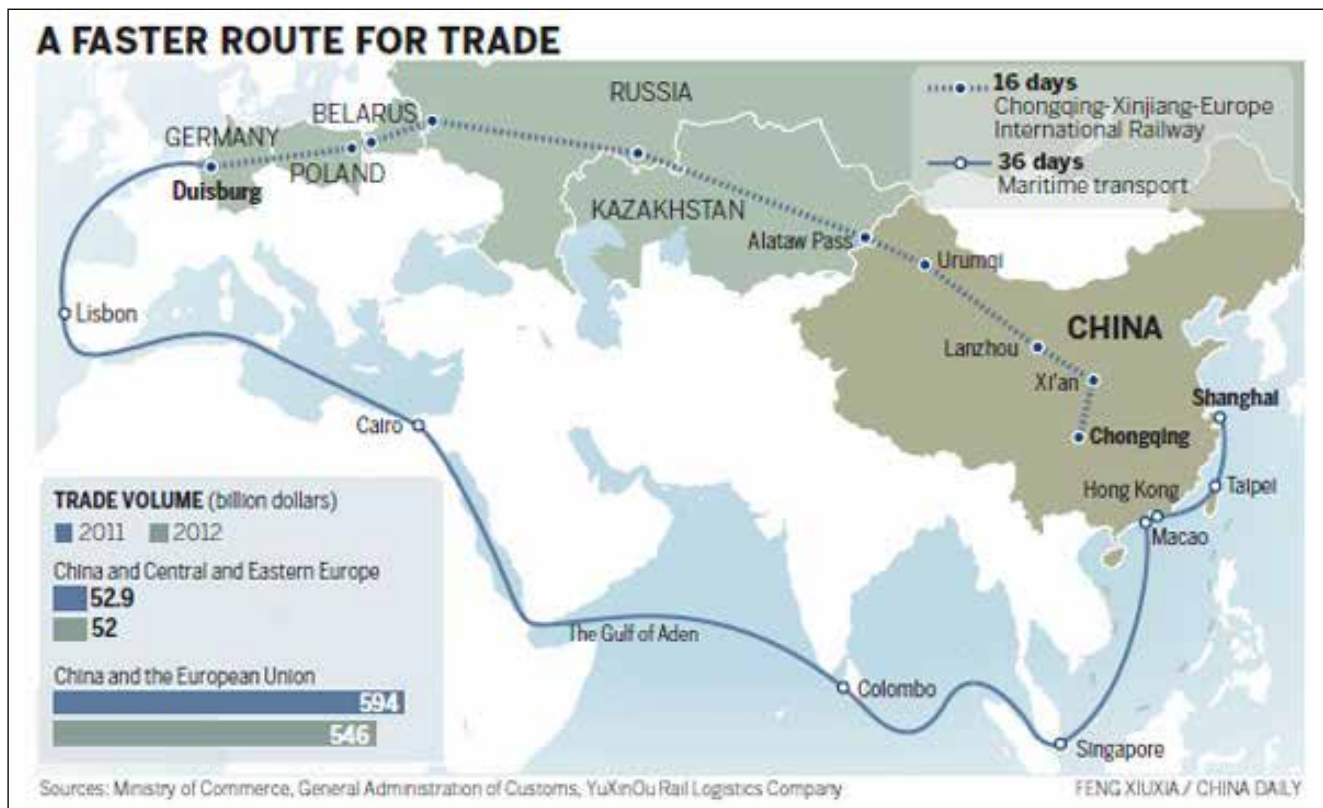 A FASTER ROUTE FOR TRADE
16 days
Chongqing-Xinjiang-Europe
International Railway
36 days
Maritime transport
RUSSIA
BELARUS
GERMANY
POLAND
Duisburg
KAZAKHSTAN
Alataw Pass
Urumqi
Lisbon
CHINA
Lanzhou
Xi'an
Shanghai
Cairo
Chongqing
Hong Kong
Taipei
Macao
The Gulf of Aden
Colombo
Singapore
TRADE VOLUME (billion dollars)
2011 2012
China and Central and Eastern Europe
52.9
52
China and the European Union
594
546
Sources: Ministry of Commerce, General Administration of Customs, YuXinOu Rail Logistics Company
FENG XIUXIA / CHINA DAILY